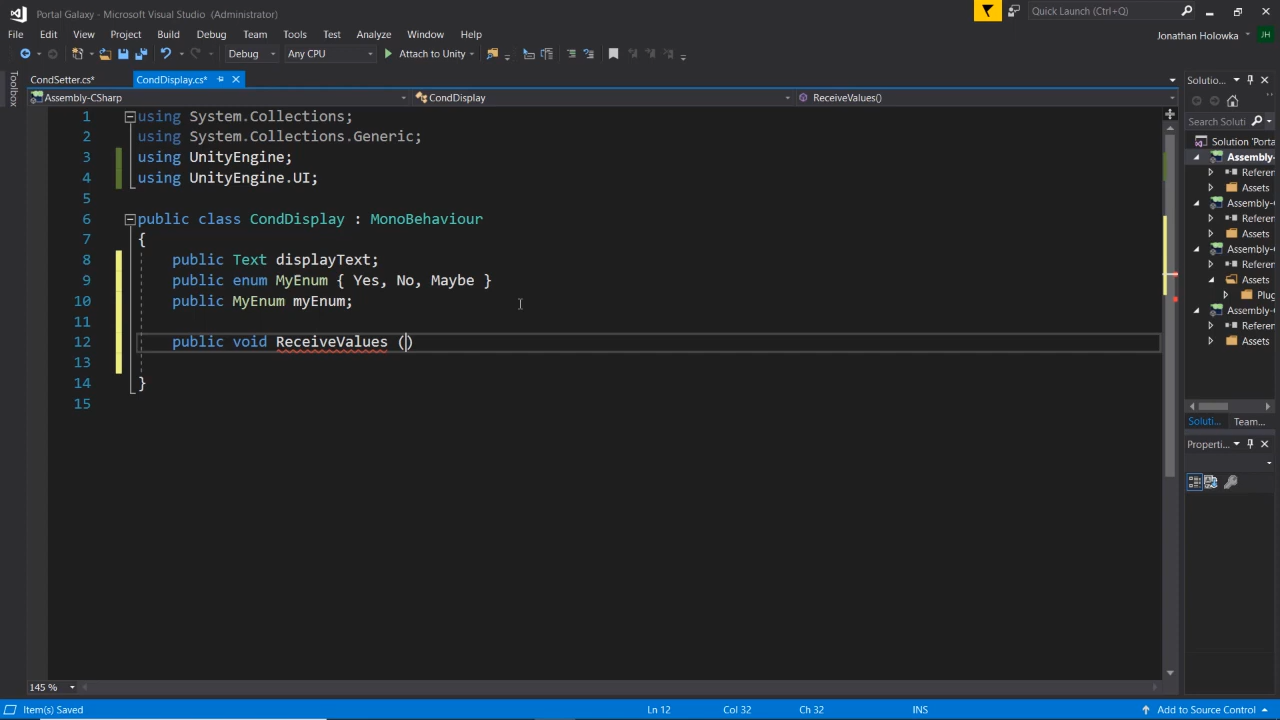 Portal Galaxy - Microsoft Visual Studio (Administrator)
Quick Launch (Ctrl+Q)
File Edit View Project Build Debug Team Tools Test Analyze Window Help
Jonathan Holowka JH
Debug Any CPU Attach to Unity
CondSetter.cs* CondDisplay.cs*
Solutio...
Toolbox
Assembly-CSharp CondDisplay ReceiveValues()
Search Soluti
1 using System.Collections;
2 using System.Collections.Generic;
3 using UnityEngine;
4 using UnityEngine.UI;
5
6 public class CondDisplay : MonoBehaviour
7 {
8 public Text displayText;
9 public enum MyEnum { Yes, No, Maybe }
10 public MyEnum myEnum;
11
12 public void ReceiveValues ()
13
14 }
15
Solution 'Porta
Assembly-
Referen
Assets
Assembly-
Referen
Assets
Assembly-
Referen
Assets
Plug
Assembly-
Referen
Assets
Soluti... Team...
Properti...
145 %
Item(s) Saved Ln 12 Col 32 Ch 32 INS Add to Source Control